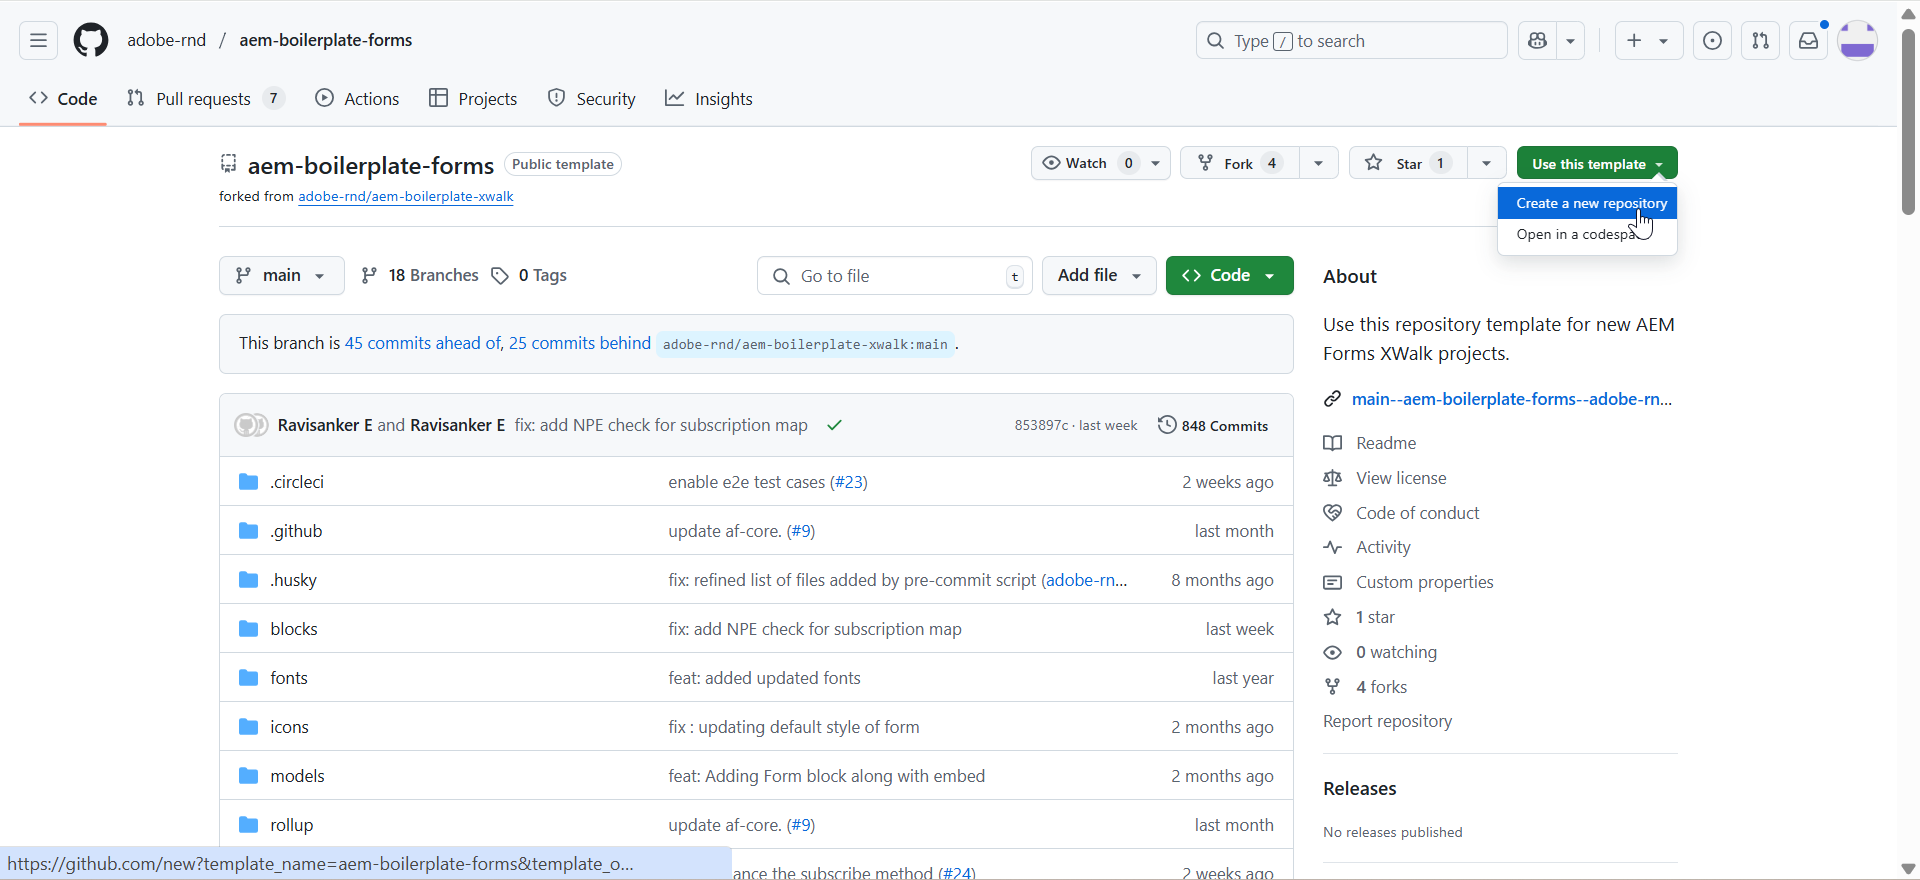 adobe-rnd / aem-boilerplate-forms
Type / to search
Code
Pull requests 7
Actions
Projects
Security
Insights
aem-boilerplate-forms Public template
forked from adobe-rnd/aem-boilerplate-xwalk
Watch 0
Fork 4
Star 1
Use this template
Create a new repository
Open in a codespa
main
18 Branches
0 Tags
Go to file t
Add file
Code
This branch is 45 commits ahead of, 25 commits behind adobe-rnd/aem-boilerplate-xwalk:main .
Ravisanker E and Ravisanker E fix: add NPE check for subscription map 853897c · last week 848 Commits
.circleci enable e2e test cases (#23) 2 weeks ago
.github update af-core. (#9) last month
.husky fix: refined list of files added by pre-commit script (adobe-rn... 8 months ago
blocks fix: add NPE check for subscription map last week
fonts feat: added updated fonts last year
icons fix : updating default style of form 2 months ago
models feat: Adding Form block along with embed 2 months ago
rollup update af-core. (#9) last month
ance the subscribe method (#24) 2 weeks ago
https://github.com/new?template_name=aem-boilerplate-forms&template_o...
About
Use this repository template for new AEM
Forms XWalk projects.
main--aem-boilerplate-forms--adobe-rn...
Readme
View license
Code of conduct
Activity
Custom properties
1 star
0 watching
4 forks
Report repository
Releases
No releases published